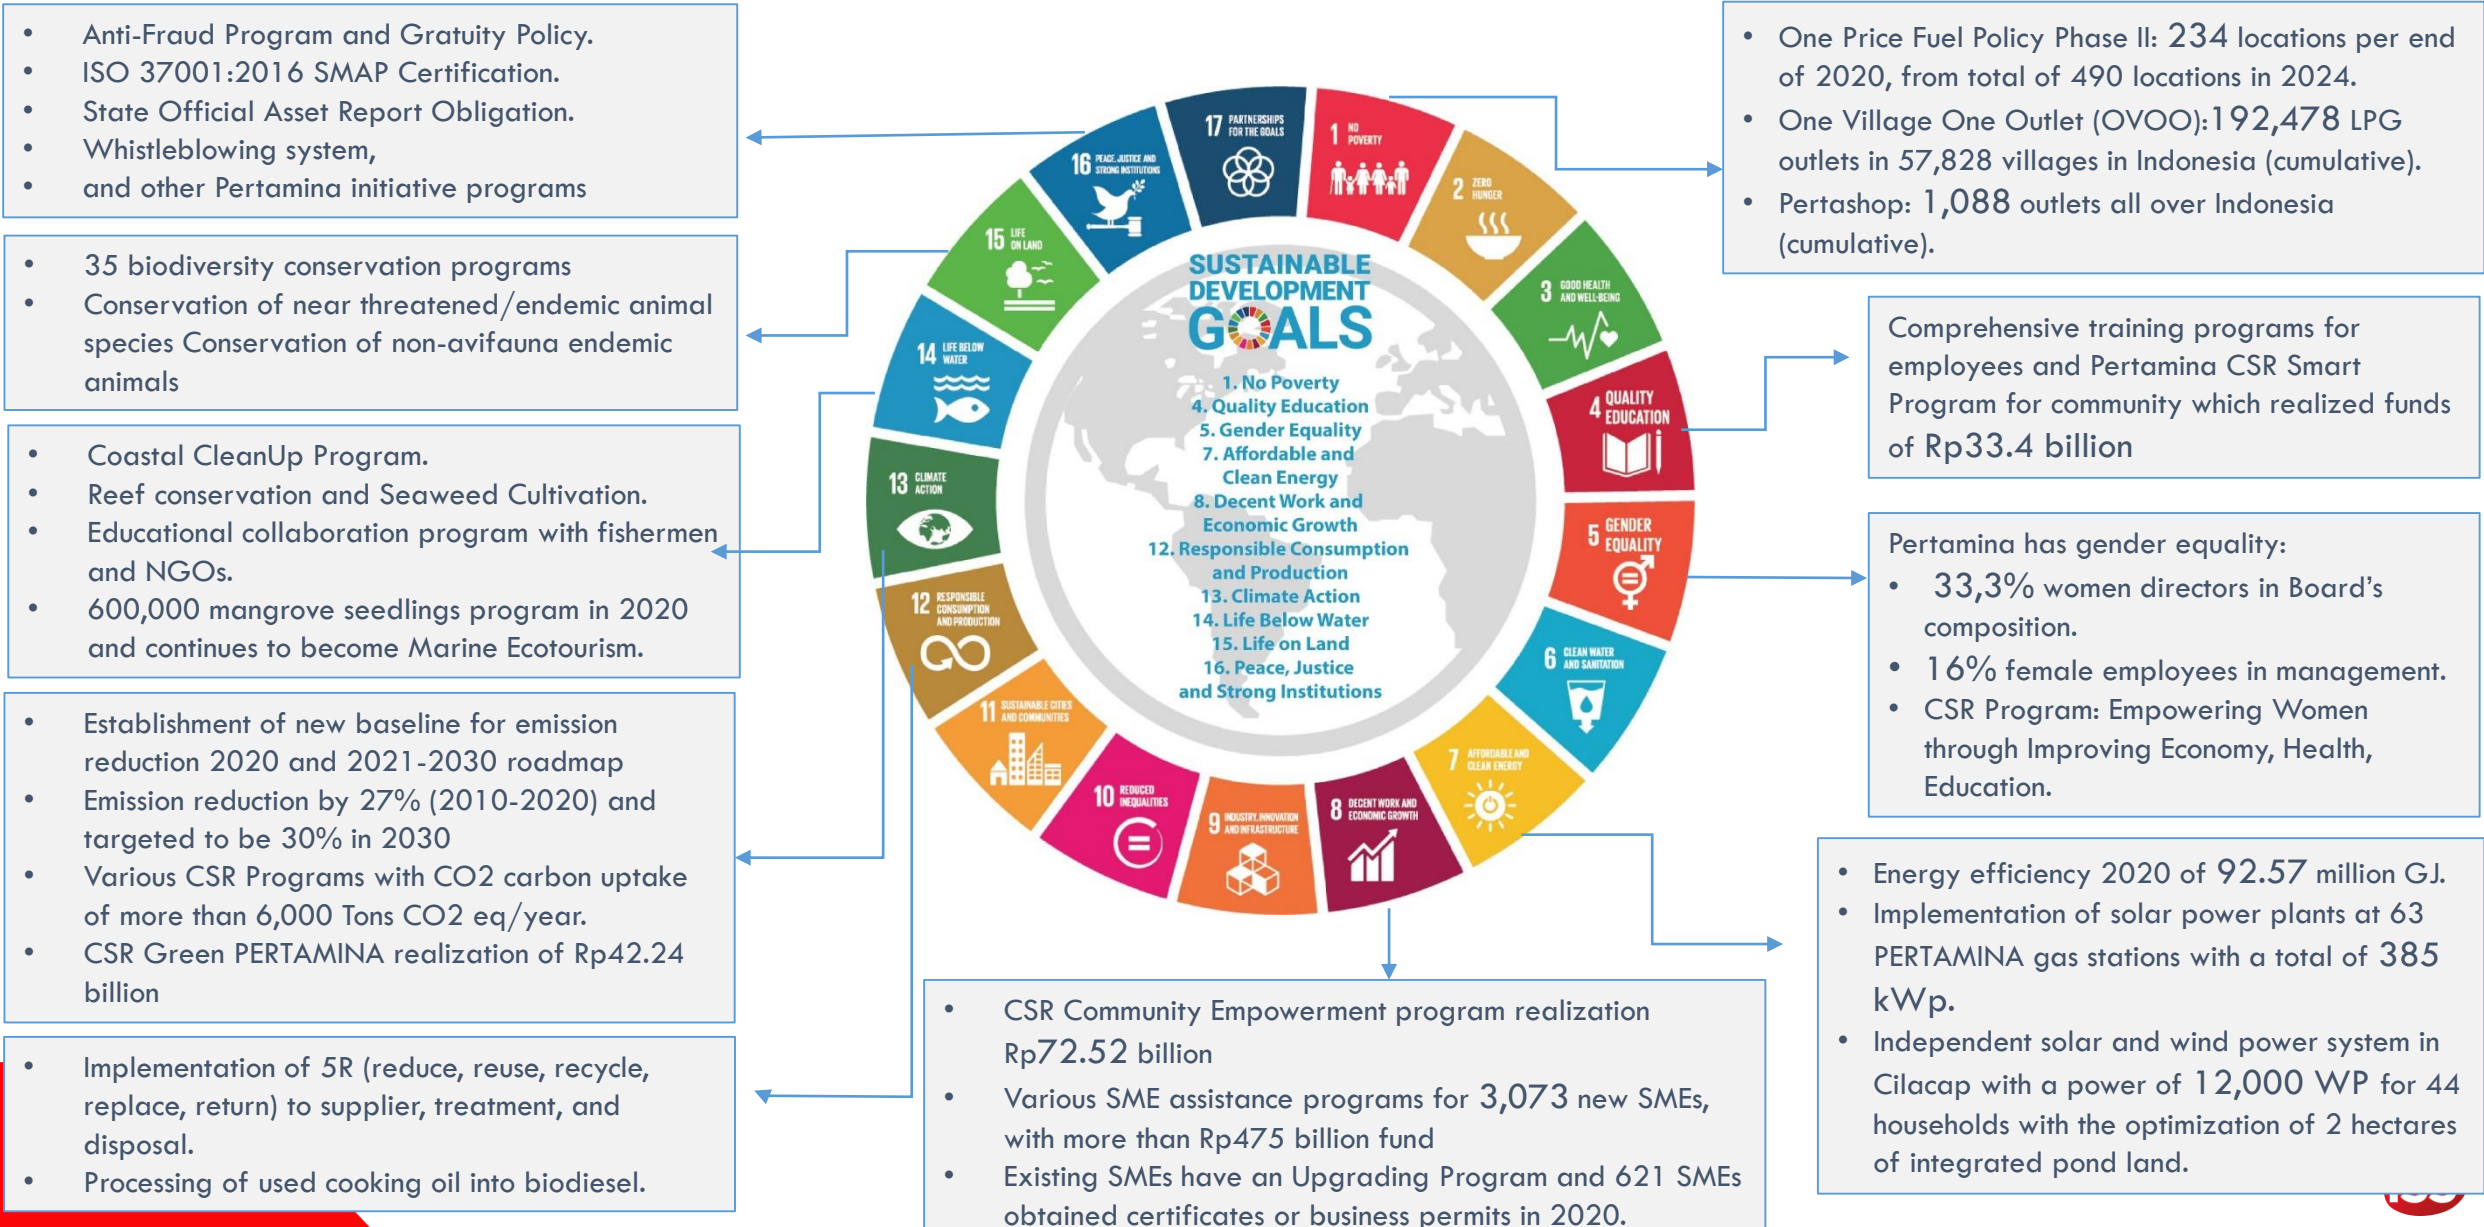 • Anti-Fraud Program and Gratuity Policy.
• ISO 37001:2016 SMAP Certification.
• State Official Asset Report Obligation.
• Whistleblowing system,
• and other Pertamina initiative programs
• 35 biodiversity conservation programs
• Conservation of near threatened/endemic animal
species Conservation of non-avifauna endemic
animals
• Coastal CleanUp Program.
• Reef conservation and Seaweed Cultivation.
• Educational collaboration program with fishermen
and NGOs.
• 600,000 mangrove seedlings program in 2020
and continues to become Marine Ecotourism.
• Establishment of new baseline for emission
reduction 2020 and 2021-2030 roadmap
• Emission reduction by 27% (2010-2020) and
targeted to be 30% in 2030
• Various CSR Programs with CO2 carbon uptake
of more than 6,000 Tons CO2 eq/year.
• CSR Green PERTAMINA realization of Rp42.24
billion
• Implementation of 5R (reduce, reuse, recycle,
replace, return) to supplier, treatment, and
disposal.
• Processing of used cooking oil into biodiesel.
1 NO
POVERTY
2 ZERO
HUNGER
3 GOOD HEALTH
AND WELL-BEING
4 QUALITY
EDUCATION
5 GENDER
EQUALITY
6 CLEAN WATER
AND SANITATION
7 AFFORDABLE AND
CLEAN ENERGY
8 DECENT WORK AND
ECONOMIC GROWTH
9 INDUSTRY, INNOVATION
AND INFRASTRUCTURE
10 REDUCED
INEQUALITIES
11 SUSTAINABLE CITIES
AND COMMUNITIES
12 RESPONSIBLE
CONSUMPTION
AND PRODUCTION
13 CLIMATE
ACTION
14 LIFE BELOW
WATER
15 LIFE
ON LAND
16 PEACE, JUSTICE AND
STRONG INSTITUTIONS
17 PARTNERSHIPS
FOR THE GOALS
SUSTAINABLE
DEVELOPMENT
GOALS
1. No Poverty
4. Quality Education
5. Gender Equality
7. Affordable and
Clean Energy
8. Decent Work and
Economic Growth
12. Responsible Consumption
and Production
13. Climate Action
14. Life Below Water
15. Life on Land
16. Peace, Justice
and Strong Institutions
• CSR Community Empowerment program realization
Rp72.52 billion
• Various SME assistance programs for 3,073 new SMEs,
with more than Rp475 billion fund
• Existing SMEs have an Upgrading Program and 621 SMEs
obtained certificates or business permits in 2020.
• One Price Fuel Policy Phase II: 234 locations per end
of 2020, from total of 490 locations in 2024.
• One Village One Outlet (OVOO):192,478 LPG
outlets in 57,828 villages in Indonesia (cumulative).
• Pertashop: 1,088 outlets all over Indonesia
(cumulative).
Comprehensive training programs for
employees and Pertamina CSR Smart
Program for community which realized funds
of Rp33.4 billion
Pertamina has gender equality:
• 33,3% women directors in Board's
composition.
• 16% female employees in management.
• CSR Program: Empowering Women
through Improving Economy, Health,
Education.
• Energy efficiency 2020 of 92.57 million GJ.
• Implementation of solar power plants at 63
PERTAMINA gas stations with a total of 385
kWp.
• Independent solar and wind power system in
Cilacap with a power of 12,000 WP for 44
households with the optimization of 2 hectares
of integrated pond land.